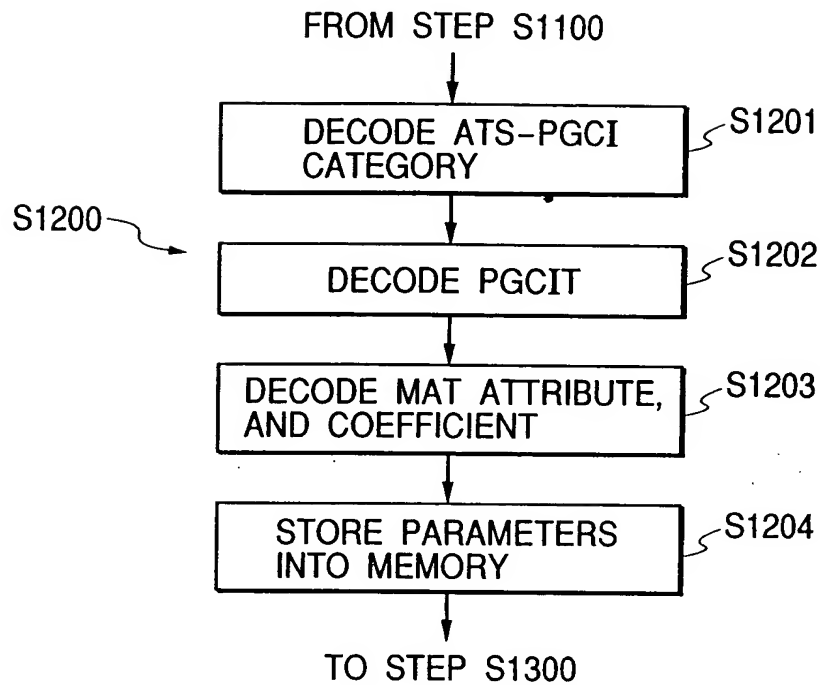 FROM STEP S1100
DECODE ATS-PGCI
CATEGORY
S1201
S1200
DECODE PGCIT
S1202
DECODE MAT ATTRIBUTE,
AND COEFFICIENT
S1203
STORE PARAMETERS
INTO MEMORY
S1204
TO STEP S1300